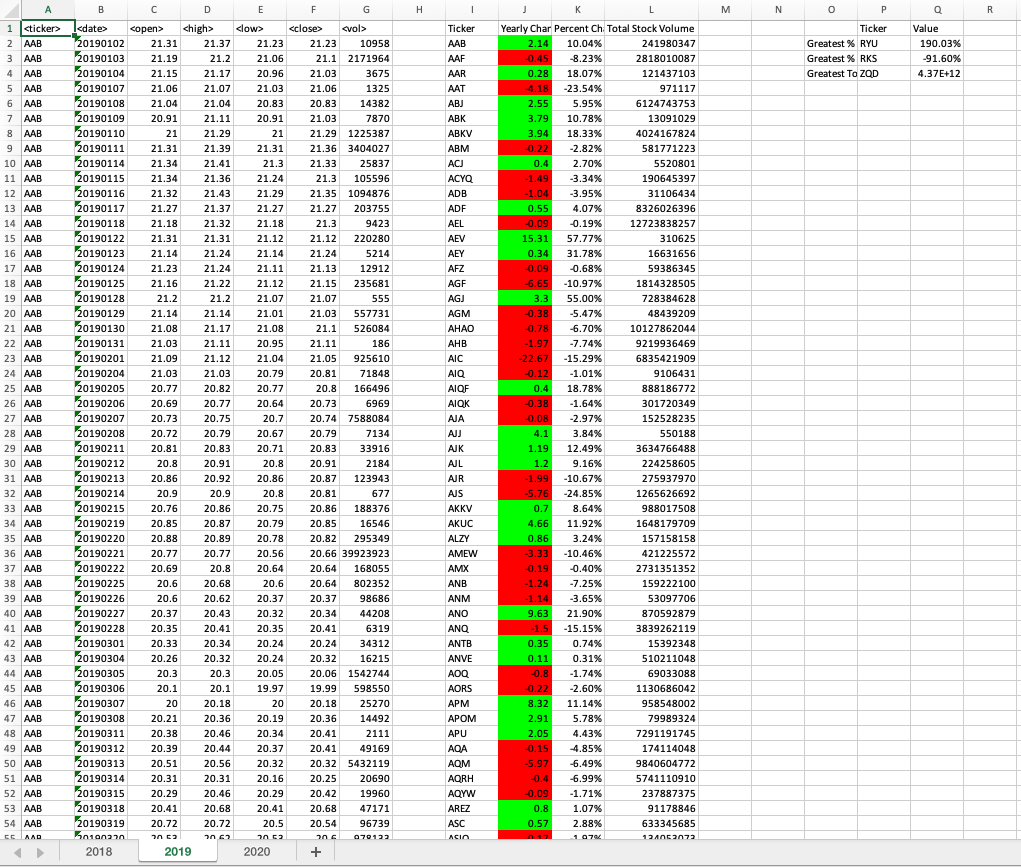 A B C D E F G H I J K L M N O P Q R
1 <ticker> <date> <open> <high> <low> <close> <vol> Ticker Yearly Char Percent Ch Total Stock Volume Ticker Value
2 AAB 20190102 21.31 21.37 21.23 21.23 10958 AAB 2.14 10.04% 241980347 Greatest % RYU 190.03%
3 AAB 20190103 21.19 21.2 21.06 21.1 2171964 AAF -0.45 -8.23% 2818010087 Greatest % RKS -91.60%
4 AAB 20190104 21.15 21.17 20.96 21.03 3675 AAR 0.28 18.07% 121437103 Greatest To ZQD 4.37E+12
5 AAB 20190107 21.06 21.07 21.03 21.06 1325 AAT -4.18 -23.54% 971117
6 AAB 20190108 21.04 21.04 20.83 20.83 14382 ABJ 2.55 5.95% 6124743753
7 AAB 20190109 20.91 21.11 20.91 21.03 7870 ABK 3.79 10.78% 13091029
8 AAB 20190110 21 21.29 21 21.29 1225387 ABKV 3.94 18.33% 4024167824
9 AAB 20190111 21.31 21.39 21.31 21.36 3404027 ABM -0.22 -2.82% 581771223
10 AAB 20190114 21.34 21.41 21.3 21.33 25837 ACJ 0.4 2.70% 5520801
11 AAB 20190115 21.34 21.36 21.24 21.3 105596 ACYQ -1.49 -3.34% 190645397
12 AAB 20190116 21.32 21.43 21.29 21.35 1094876 ADB -1.04 -3.95% 31106434
13 AAB 20190117 21.27 21.37 21.27 21.27 203755 ADF 0.55 4.07% 8326026396
14 AAB 20190118 21.18 21.32 21.18 21.3 9423 AEL -0.09 -0.19% 12723838257
15 AAB 20190122 21.31 21.31 21.12 21.12 220280 AEV 15.31 57.77% 310625
16 AAB 20190123 21.14 21.24 21.14 21.24 5214 AEY 0.34 31.78% 16631656
17 AAB 20190124 21.23 21.24 21.11 21.13 12912 AFZ -0.09 -0.68% 59386345
18 AAB 20190125 21.16 21.22 21.12 21.15 235681 AGF -6.65 -10.97% 1814328505
19 AAB 20190128 21.2 21.2 21.07 21.07 555 AGJ 3.3 55.00% 728384628
20 AAB 20190129 21.14 21.14 21.01 21.03 557731 AGM -0.38 -5.47% 48439209
21 AAB 20190130 21.08 21.17 21.08 21.1 526084 AHAO -0.78 -6.70% 10127862044
22 AAB 20190131 21.03 21.11 20.95 21.11 186 AHB -1.97 -7.74% 9219936469
23 AAB 20190201 21.09 21.12 21.04 21.05 925610 AIC -22.67 -15.29% 6835421909
24 AAB 20190204 21.03 21.03 20.79 20.81 71848 AIQ -0.12 -1.01% 9106431
25 AAB 20190205 20.77 20.82 20.77 20.8 166496 AIQF 0.4 18.78% 888186772
26 AAB 20190206 20.69 20.77 20.64 20.73 6969 AIQK -0.38 -1.64% 301720349
27 AAB 20190207 20.73 20.75 20.7 20.74 7588084 AJA -0.08 -2.97% 152528235
28 AAB 20190208 20.72 20.79 20.67 20.79 7134 AJJ 4.1 3.84% 550188
29 AAB 20190211 20.81 20.83 20.71 20.83 33916 AJK 1.19 12.49% 3634766488
30 AAB 20190212 20.8 20.91 20.8 20.91 2184 AJL 1.2 9.16% 224258605
31 AAB 20190213 20.86 20.92 20.86 20.87 123943 AJR -1.99 -10.67% 275937970
32 AAB 20190214 20.9 20.9 20.8 20.81 677 AJS -5.76 -24.85% 1265626692
33 AAB 20190215 20.76 20.86 20.75 20.86 188376 AKKV 0.7 8.64% 988017508
34 AAB 20190219 20.85 20.87 20.79 20.85 16546 AKUC 4.66 11.92% 1648179709
35 AAB 20190220 20.88 20.89 20.78 20.82 295349 ALZY 0.86 3.24% 157158158
36 AAB 20190221 20.77 20.77 20.56 20.66 39923923 AMEW -3.33 -10.46% 421225572
37 AAB 20190222 20.69 20.8 20.64 20.64 168055 AMX -0.19 -0.40% 2731351352
38 AAB 20190225 20.6 20.68 20.6 20.64 802352 ANB -1.24 -7.25% 159222100
39 AAB 20190226 20.6 20.62 20.37 20.37 98686 ANM -1.14 -3.65% 53097706
40 AAB 20190227 20.37 20.43 20.32 20.34 44208 ANO 9.63 21.90% 870592879
41 AAB 20190228 20.35 20.41 20.35 20.41 6319 ANQ -1.5 -15.15% 3839262119
42 AAB 20190301 20.33 20.34 20.24 20.24 34312 ANTB 0.35 0.74% 15392348
43 AAB 20190304 20.26 20.32 20.24 20.32 16215 ANVE 0.11 0.31% 510211048
44 AAB 20190305 20.3 20.3 20.05 20.06 1542744 AOQ -0.8 -1.74% 69033088
45 AAB 20190306 20.1 20.1 19.97 19.99 598550 AORS -0.22 -2.60% 1130686042
46 AAB 20190307 20 20.18 20 20.18 25270 APM 8.32 11.14% 958548002
47 AAB 20190308 20.21 20.36 20.19 20.36 14492 APOM 2.91 5.78% 79989324
48 AAB 20190311 20.38 20.46 20.34 20.41 2111 APU 2.05 4.43% 7291191745
49 AAB 20190312 20.39 20.44 20.37 20.41 49169 AQA -0.15 -4.85% 174114048
50 AAB 20190313 20.51 20.56 20.32 20.32 5432119 AQM -5.97 -6.49% 9840604772
51 AAB 20190314 20.31 20.31 20.16 20.25 20690 AQRH -0.4 -6.99% 5741110910
52 AAB 20190315 20.29 20.46 20.29 20.42 19960 AQYW -0.09 -1.71% 237887375
53 AAB 20190318 20.41 20.68 20.41 20.68 47171 AREZ 0.8 1.07% 91178846
54 AAB 20190319 20.72 20.72 20.5 20.54 96739 ASC 0.57 2.88% 633345685
2018 2019 2020 +